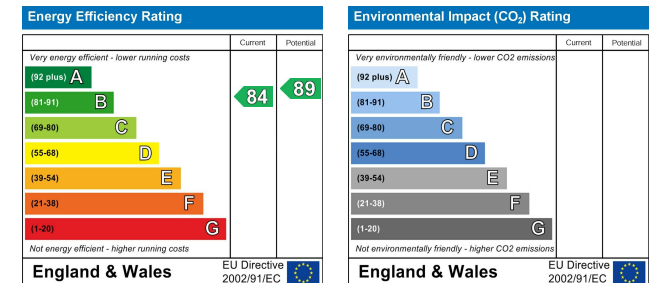 Energy Efficiency Rating
Current Potential
Very energy efficient - lower running costs
(92 plus) A
(81-91) B
84
89
(69-80) C
(55-68) D
(39-54) E
(21-38) F
(1-20) G
Not energy efficient - higher running costs
England & Wales
EU Directive
2002/91/EC
Environmental Impact (CO2) Rating
Current Potential
Very environmentally friendly - lower CO2 emissions
(92 plus) A
(81-91) B
(69-80) C
(55-68) D
(39-54) E
(21-38) F
(1-20) G
Not environmentally friendly - higher CO2 emissions
England & Wales
EU Directive
2002/91/EC